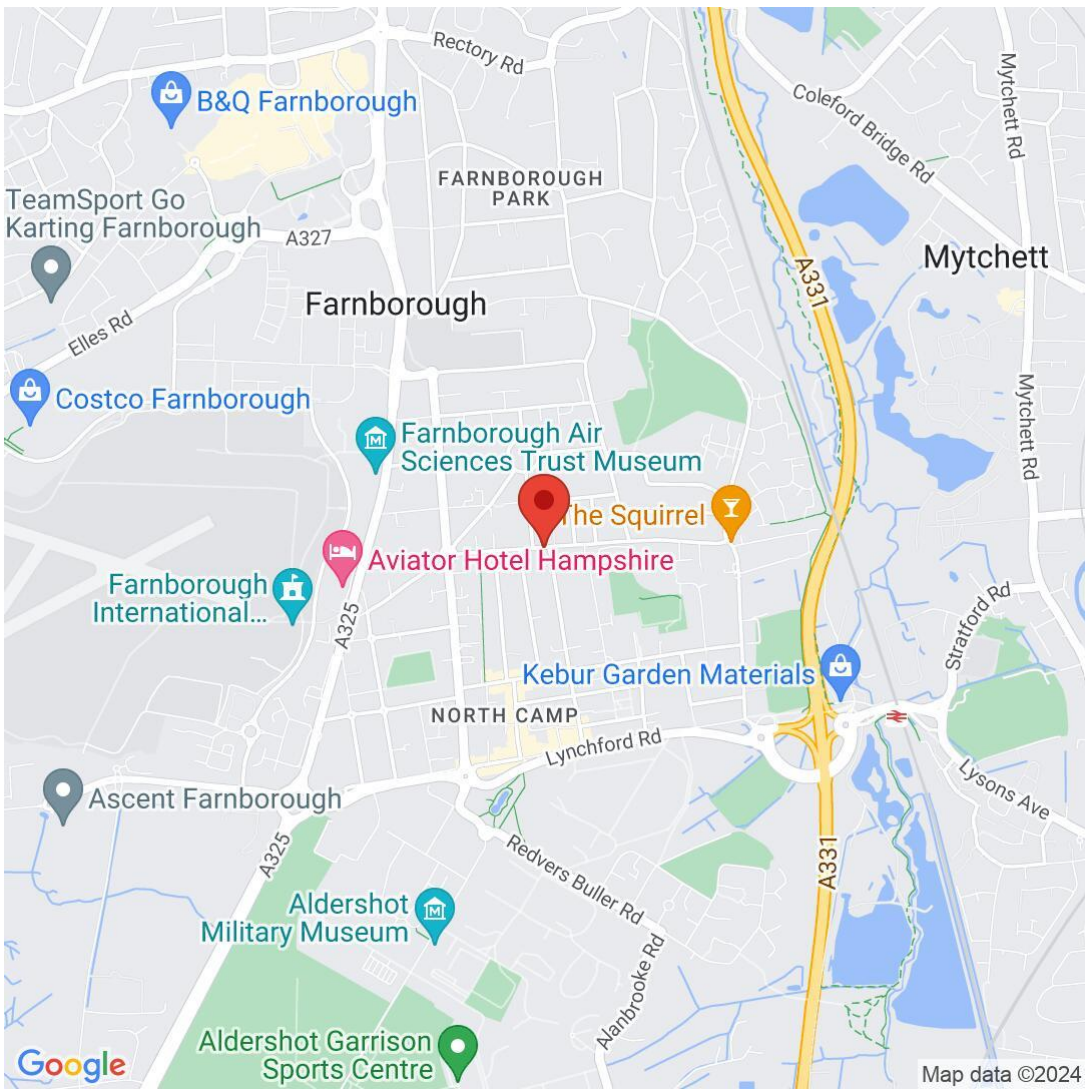 Rectory Rd
B&Q Farnborough
Coleford Bridge Rd
Mytchett Rd
FARNBOROUGH
PARK
TeamSport Go
Karting Farnborough
A327
Mytchett
A331
Farnborough
Elles Rd
Costco Farnborough
Mytchett Rd
Farnborough Air
Sciences Trust Museum
The Squirrel
Aviator Hotel Hampshire
Farnborough
International...
A325
Stratford Rd
Kebur Garden Materials
NORTH CAMP
Lynchford Rd
Lysons Ave
Ascent Farnborough
A325
A331
Redvers Buller Rd
Aldershot
Military Museum
Alanbrooke Rd
Aldershot Garrison
Sports Centre
Google
Map data ©2024